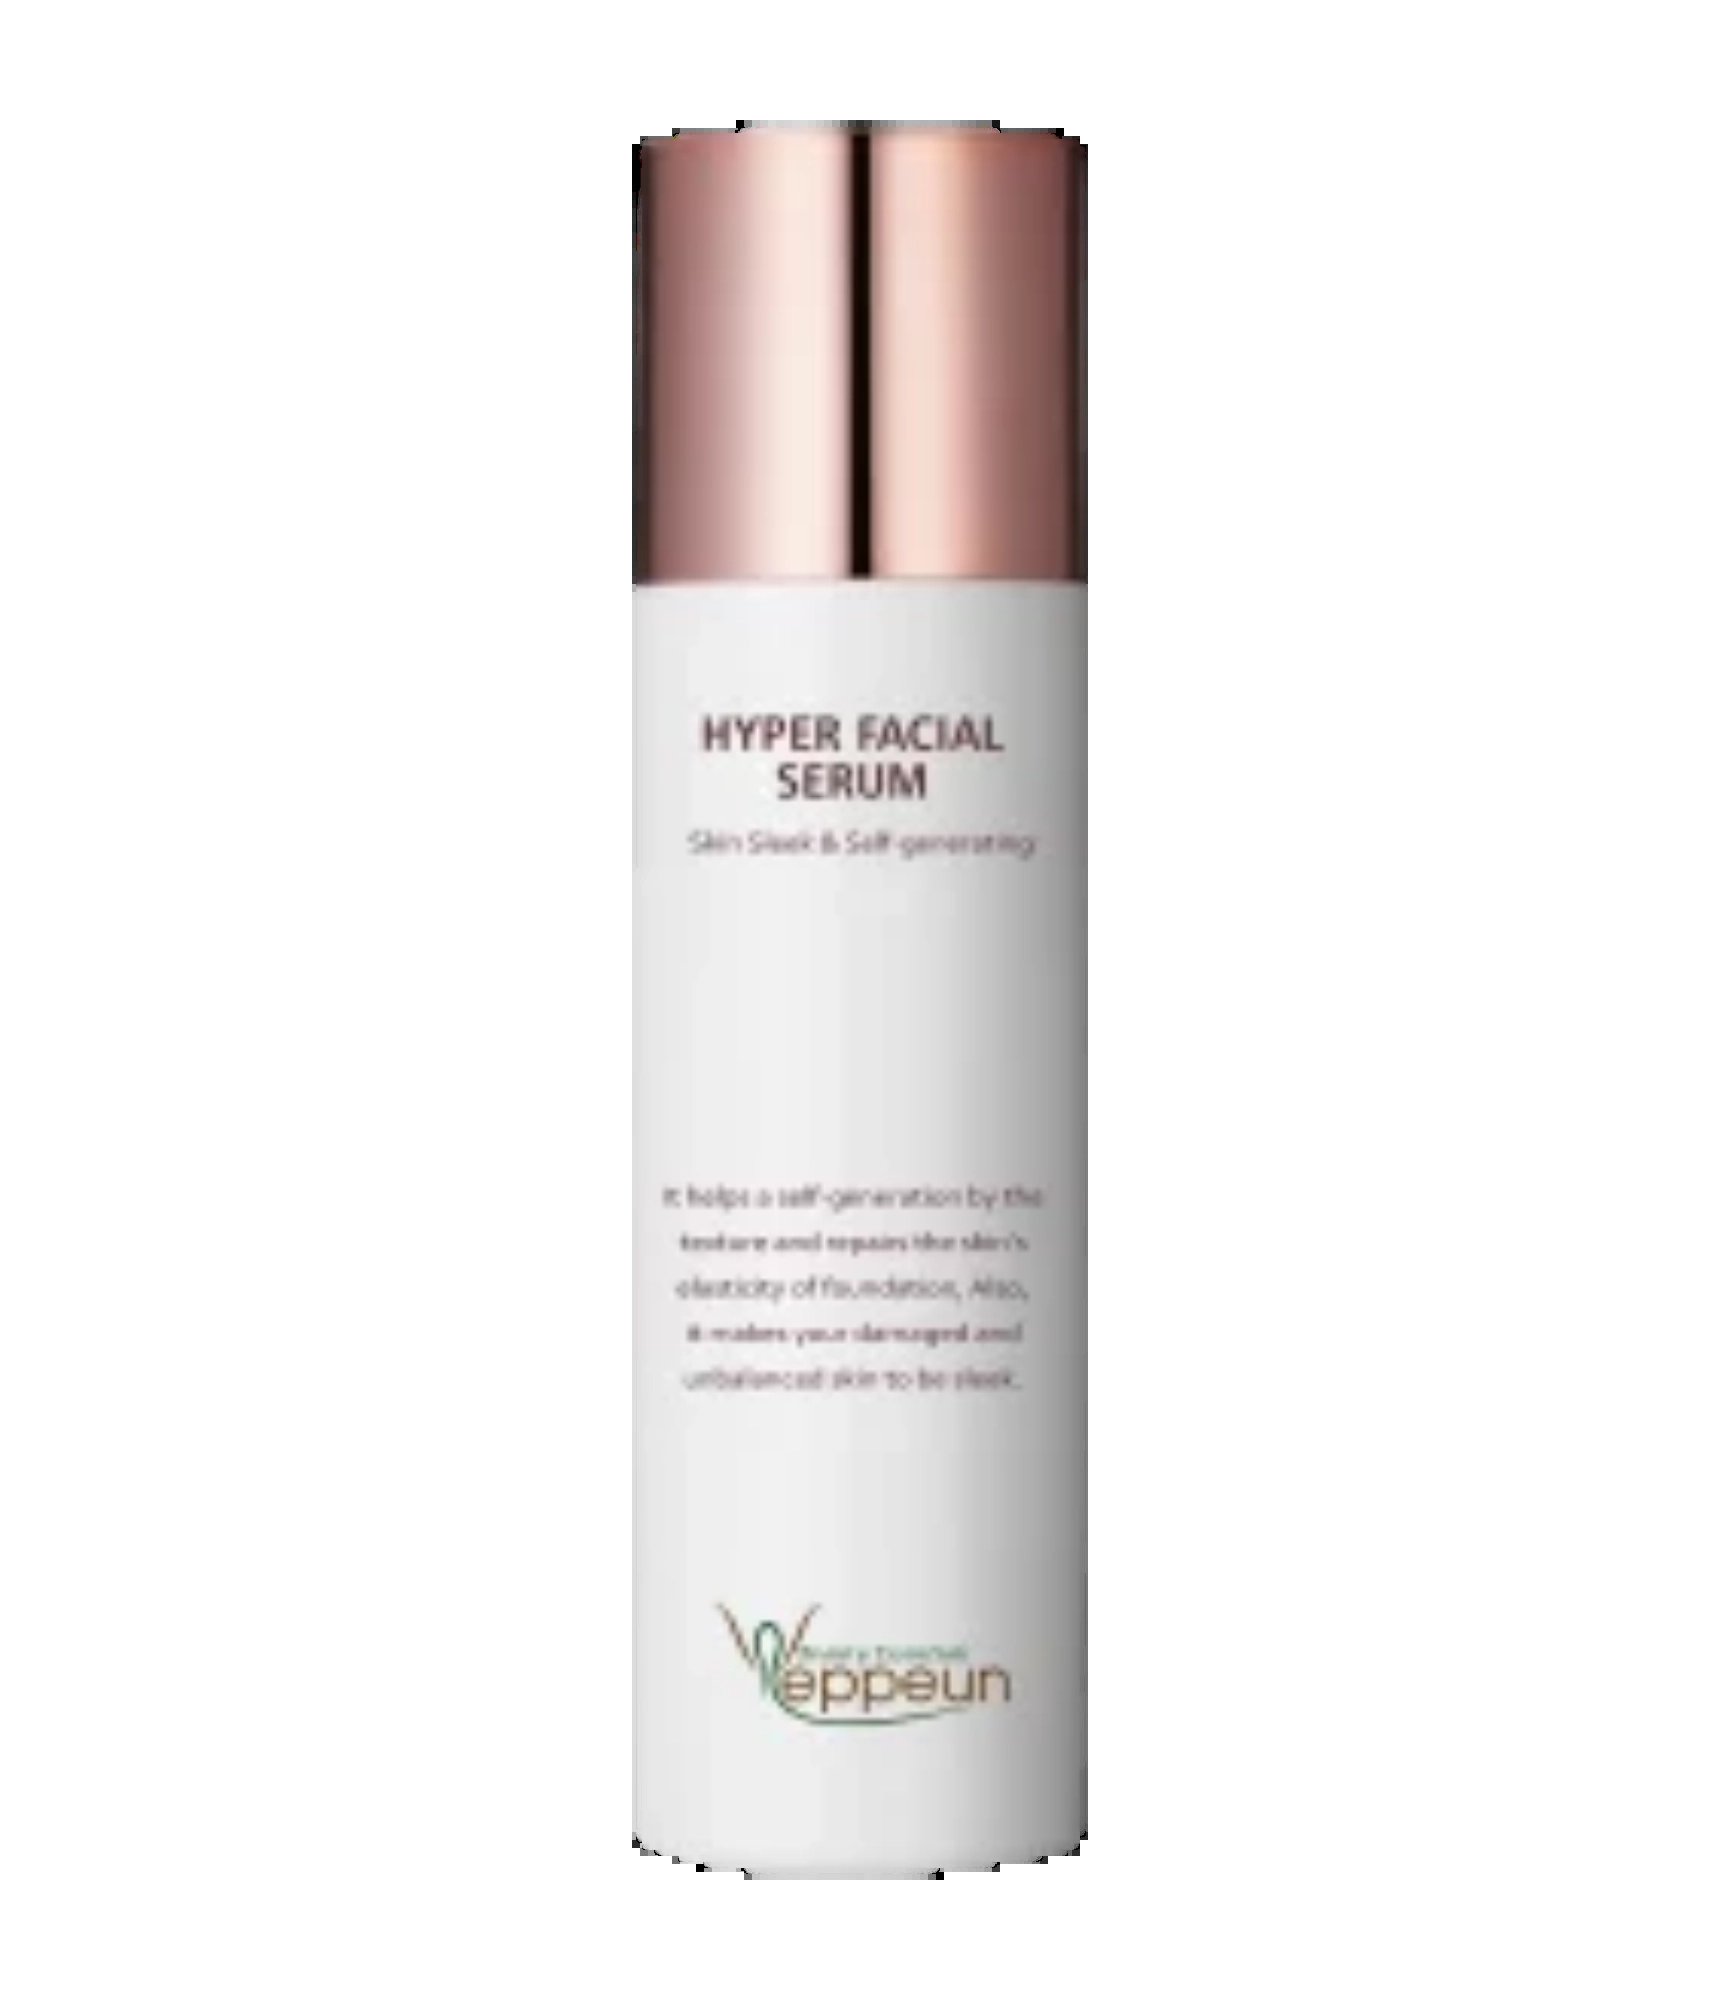 HYPER FACIAL
SERUM
Skin Sleek & Self-generating
It helps a self-generation by the
texture and repairs the skin's
elasticity of foundation, Also,
it makes your damaged and
unbalanced skin to be sleek.
Yeppeun